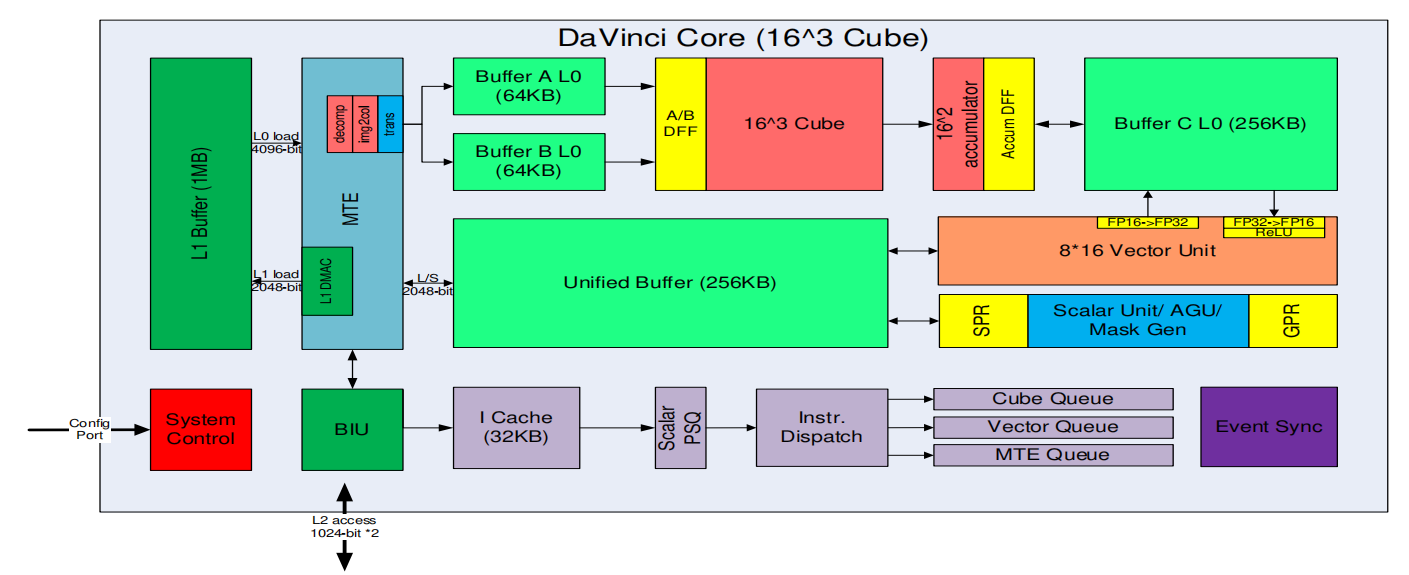 DaVinci Core (16^3 Cube)
L1 Buffer (1MB)
L0 load
4096-bit
L1 load
2048-bit
MTE
decomp
img2col
trans
L1 DMAC
L/S
2048-bit
Buffer A L0
(64KB)
Buffer B L0
(64KB)
A/B
DFF
16^3 Cube
16^2
accumulator
Accum DFF
Buffer C L0 (256KB)
Unified Buffer (256KB)
FP16->FP32
FP32->FP16
ReLU
8*16 Vector Unit
SPR
Scalar Unit/ AGU/
Mask Gen
GPR
Config
Port
System
Control
BIU
I Cache
(32KB)
Scalar
PSQ
Instr.
Dispatch
Cube Queue
Vector Queue
MTE Queue
Event Sync
L2 access
1024-bit *2